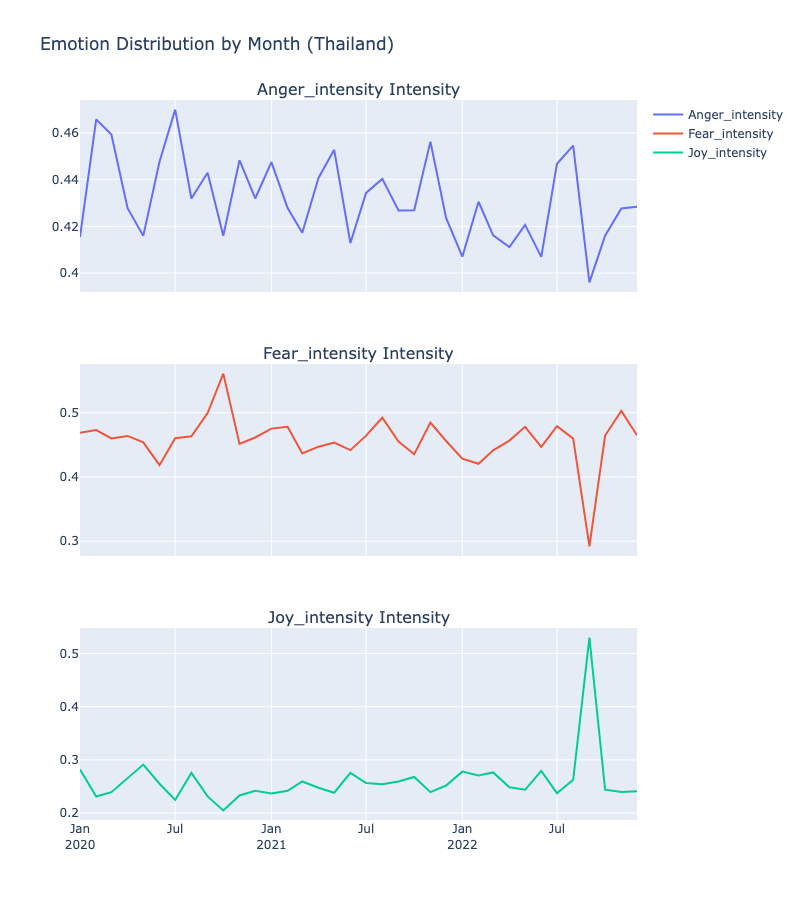 Emotion Distribution by Month (Thailand)
Anger_intensity Intensity
Anger_intensity
Fear_intensity
Joy_intensity
0.46
0.44
0.42
0.4
Fear_intensity Intensity
0.5
0.4
0.3
Joy_intensity Intensity
0.5
0.4
0.3
0.2
Jan Jul Jan Jul Jan Jul
2020 2021 2022